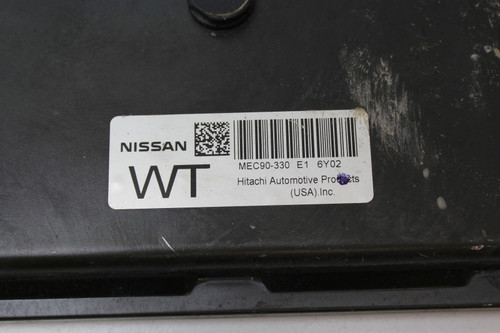 NISSAN
MEC90-330 E1 6Y02
WT
Hitachi Automotive Products
(USA).Inc.